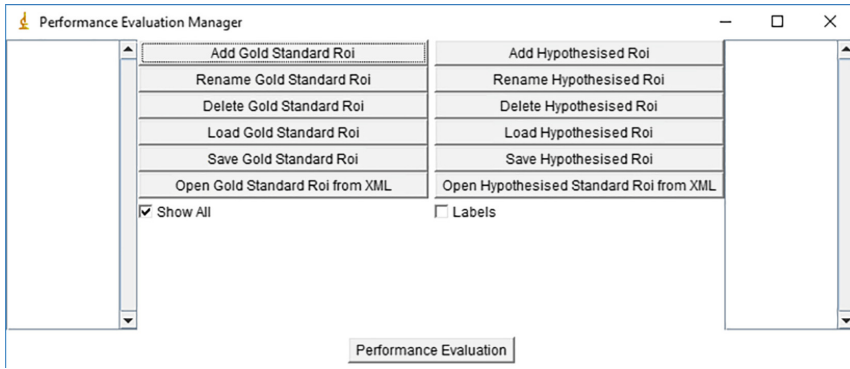 Performance Evaluation Manager
Add Gold Standard Roi
Add Hypothesised Roi
Rename Gold Standard Roi
Rename Hypothesised Roi
Delete Gold Standard Roi
Delete Hypothesised Roi
Load Gold Standard Roi
Load Hypothesised Roi
Save Gold Standard Roi
Save Hypothesised Roi
Open Gold Standard Roi from XML
Open Hypothesised Standard Roi from XML
Show All
Labels
Performance Evaluation